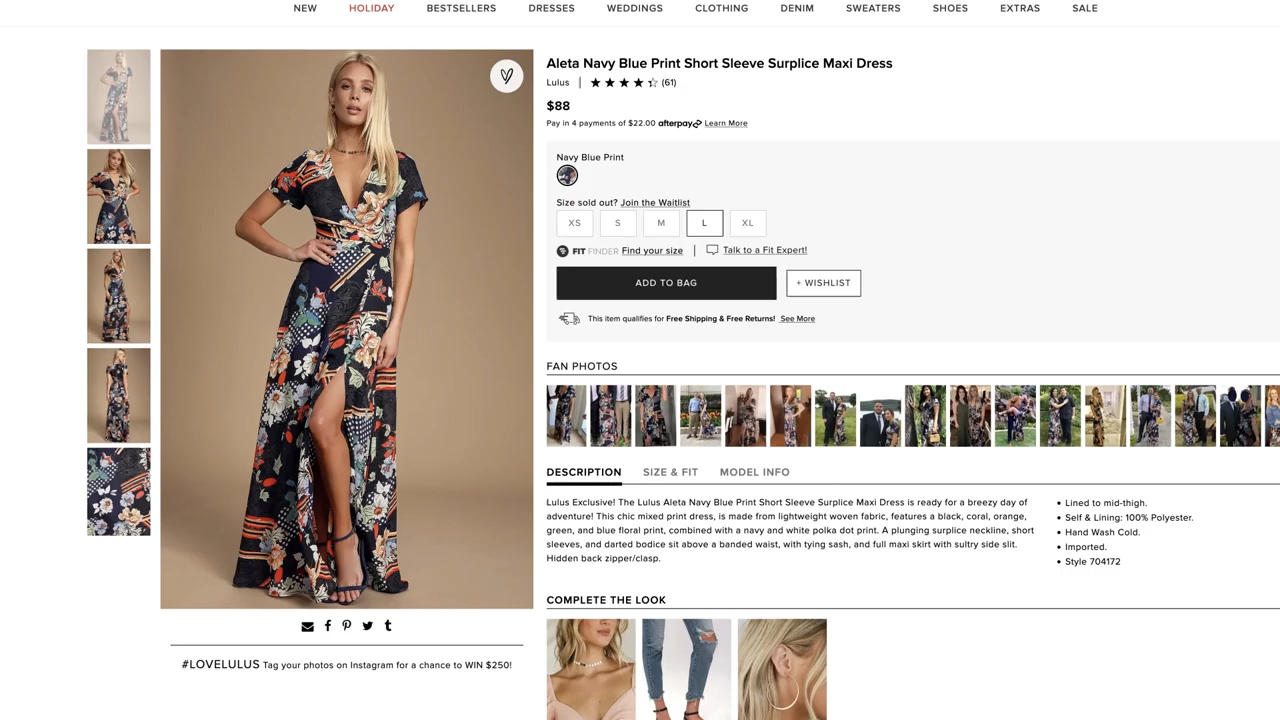 NEW HOLIDAY BESTSELLERS DRESSES WEDDINGS CLOTHING DENIM SWEATERS SHOES EXTRAS SALE
Aleta Navy Blue Print Short Sleeve Surplice Maxi Dress
Lulus | ★★★★☆ (61)
$88
Pay in 4 payments of $22.00 afterpay Learn More
Navy Blue Print
Size sold out? Join the Waitlist
XS S M L XL
FIT FINDER Find your size | Talk to a Fit Expert!
ADD TO BAG + WISHLIST
This item qualifies for Free Shipping & Free Returns! See More
FAN PHOTOS
DESCRIPTION SIZE & FIT MODEL INFO
Lulus Exclusive! The Lulus Aleta Navy Blue Print Short Sleeve Surplice Maxi Dress is ready for a breezy day of
adventure! This chic mixed print dress, is made from lightweight woven fabric, features a black, coral, orange,
green, and blue floral print, combined with a navy and white polka dot print. A plunging surplice neckline, short
sleeves, and darted bodice sit above a banded waist, with tying sash, and full maxi skirt with sultry side slit.
Hidden back zipper/clasp.
• Lined to mid-thigh.
• Self & Lining: 100% Polyester.
• Hand Wash Cold.
• Imported.
• Style 704172
COMPLETE THE LOOK
#LOVELULUS Tag your photos on Instagram for a chance to WIN $250!